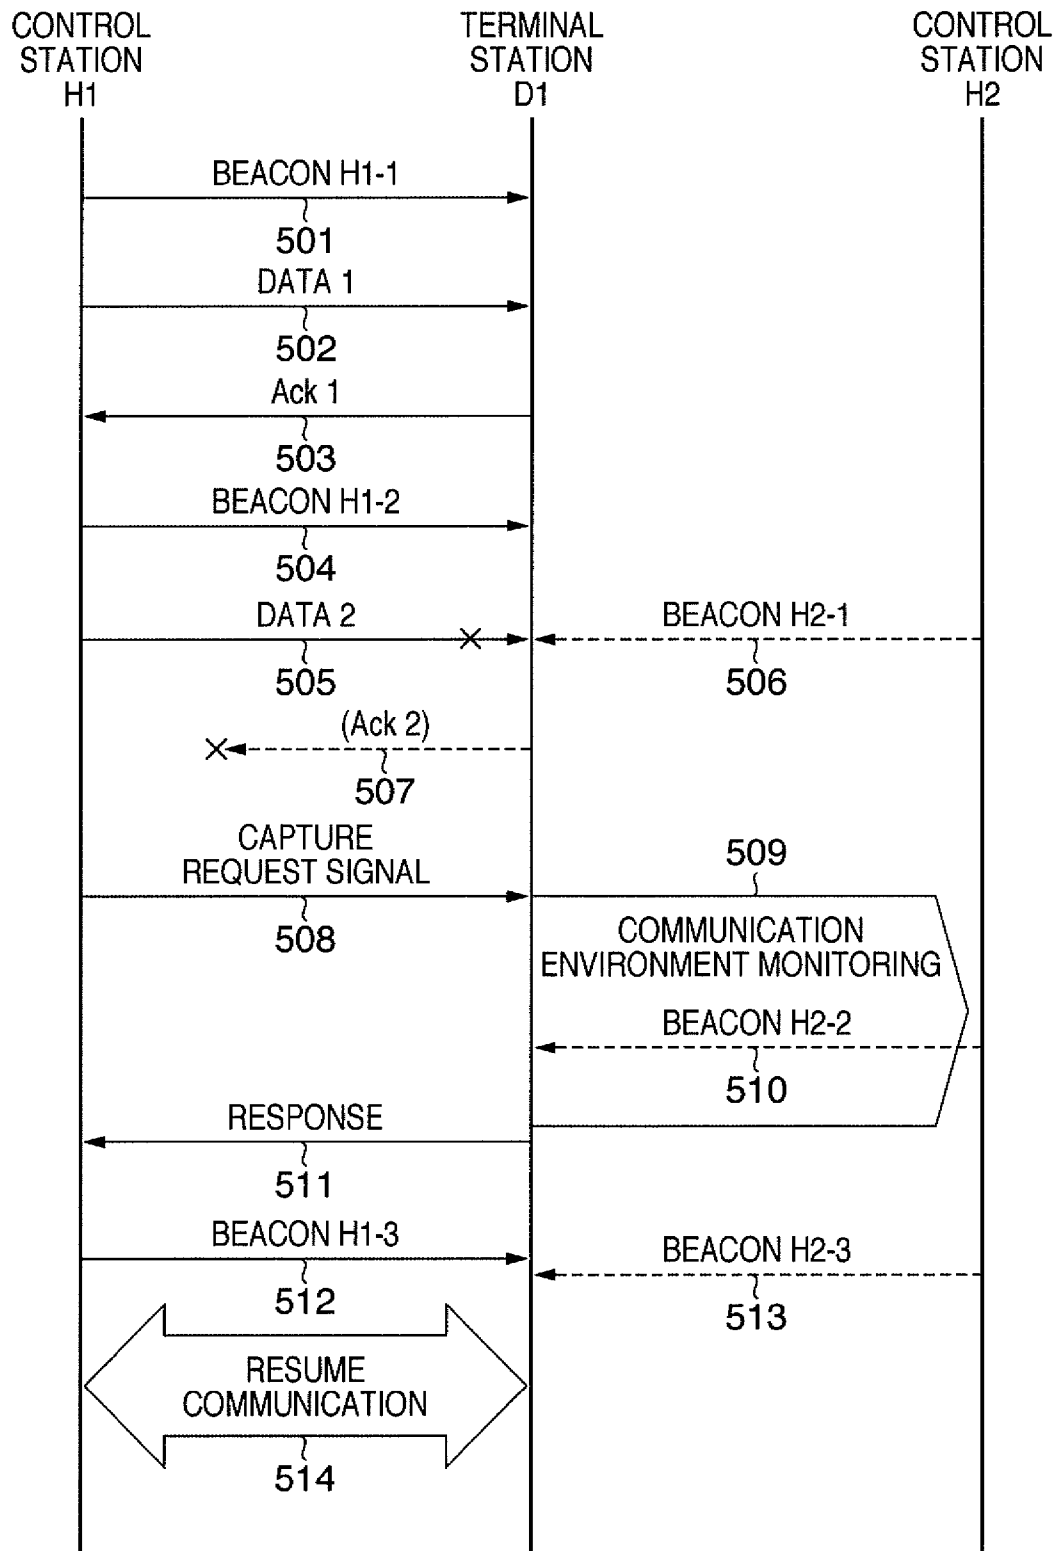 CONTROL
STATION
H1
TERMINAL
STATION
D1
CONTROL
STATION
H2
BEACON H1-1
501
DATA 1
502
Ack 1
503
BEACON H1-2
504
DATA 2
505
BEACON H2-1
506
(Ack 2)
507
CAPTURE
REQUEST SIGNAL
508
509
COMMUNICATION
ENVIRONMENT MONITORING
BEACON H2-2
510
RESPONSE
511
BEACON H1-3
512
BEACON H2-3
513
RESUME
COMMUNICATION
514